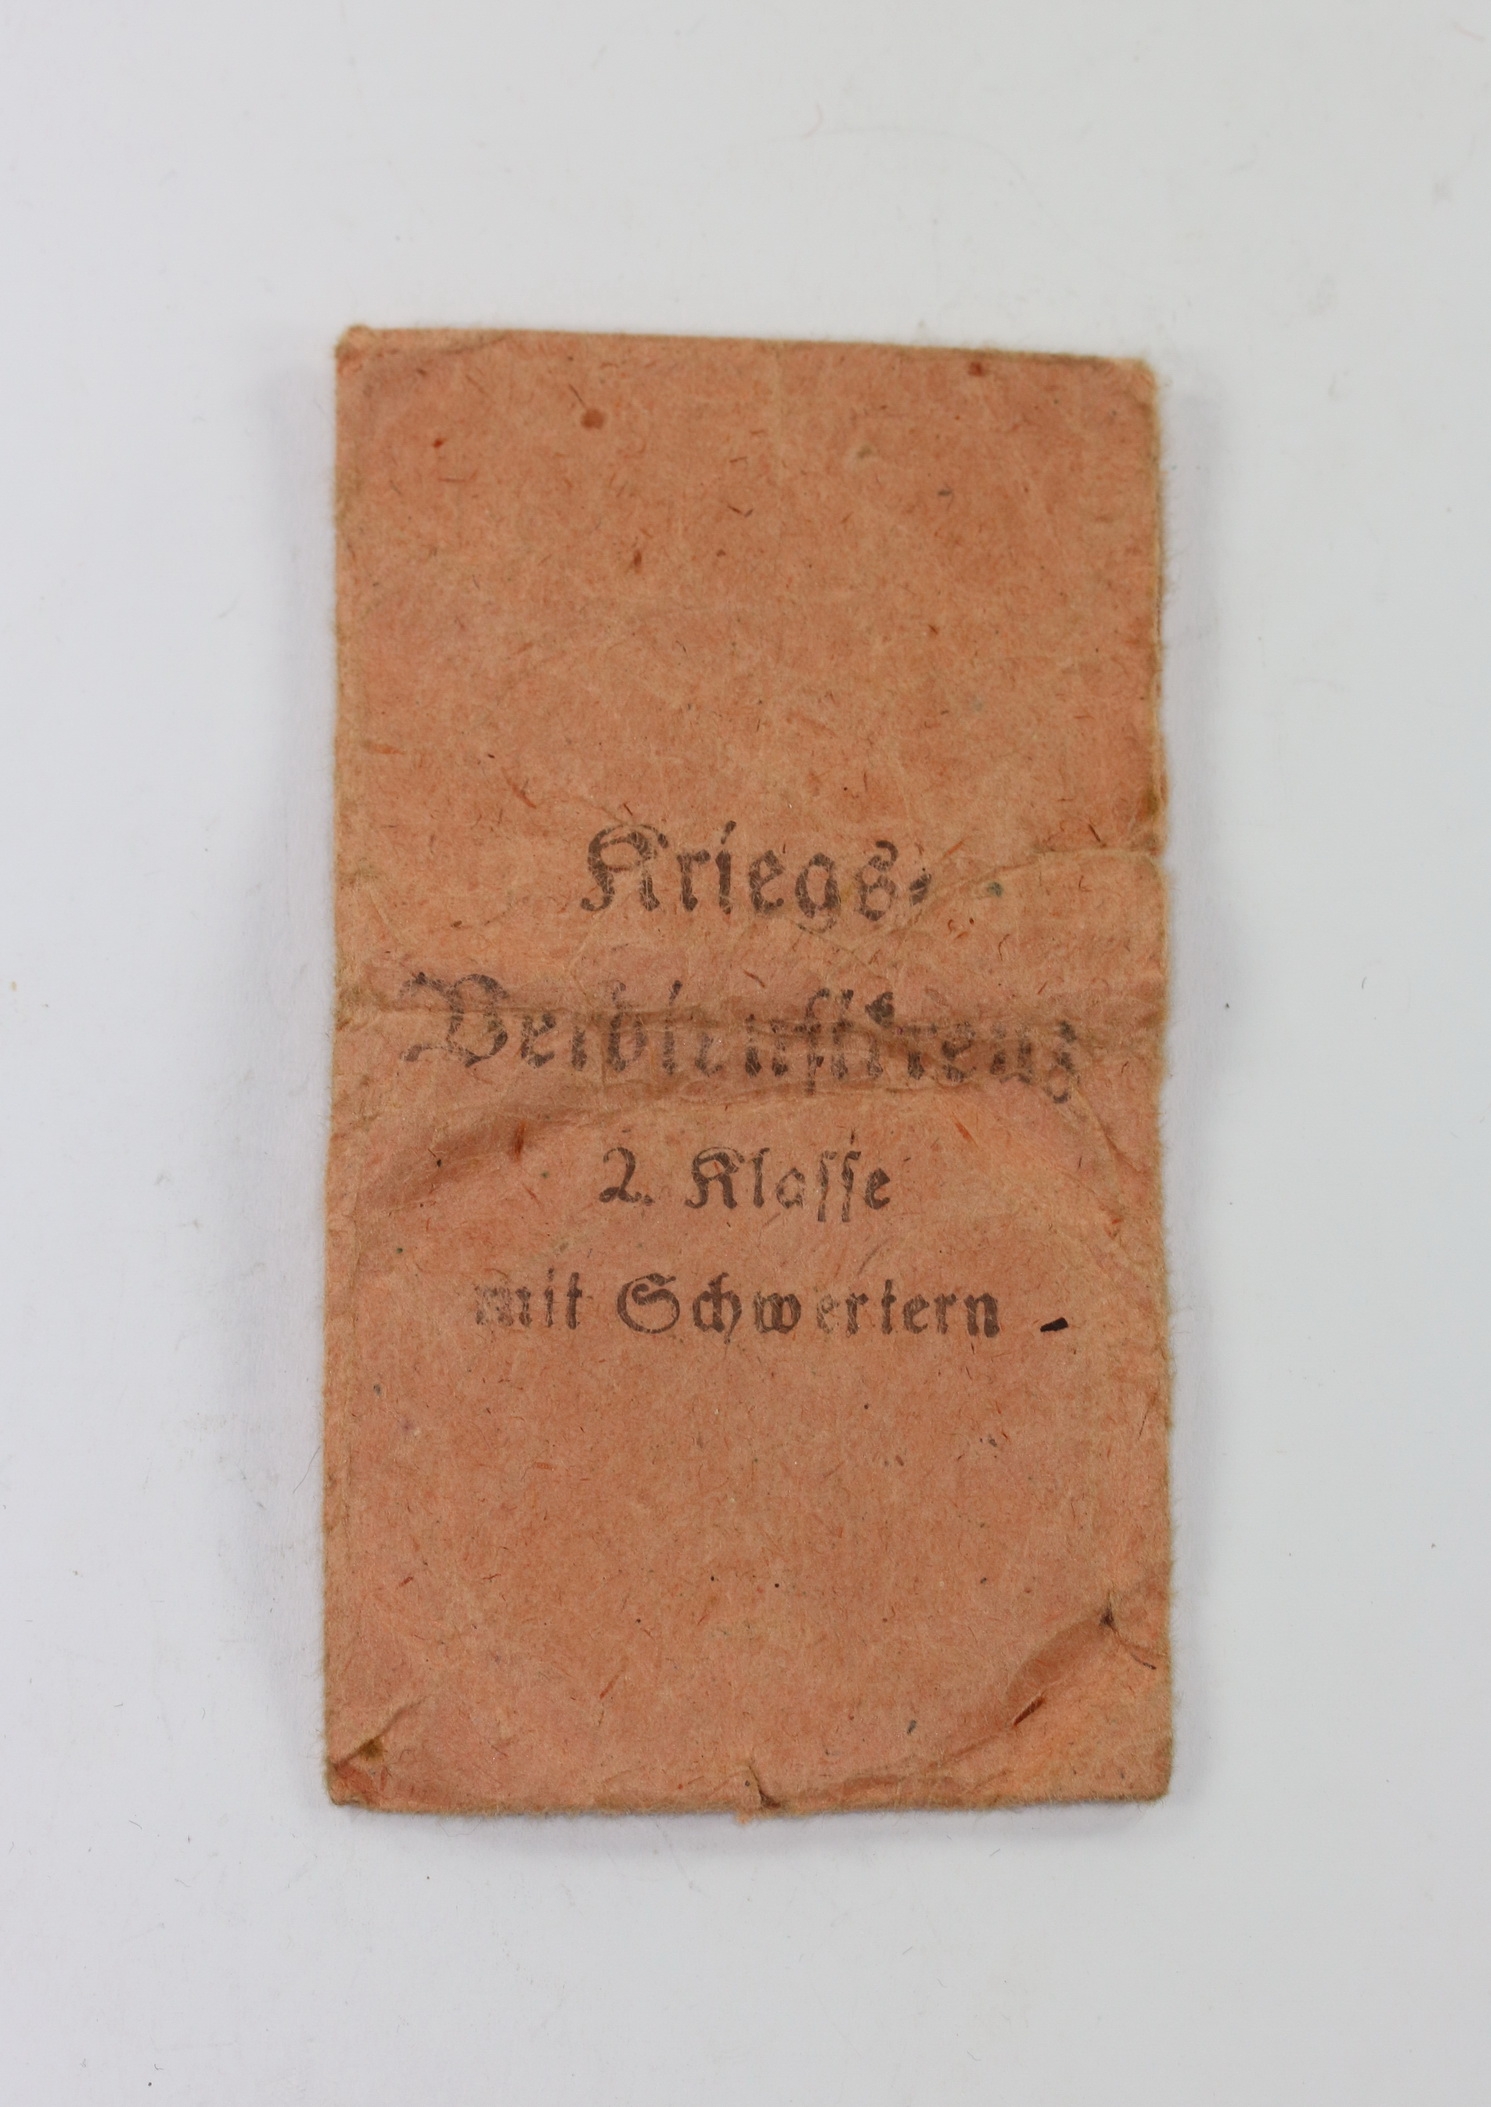 Kriegs-
Verdienstkreuz
2. Klasse
mit Schwertern